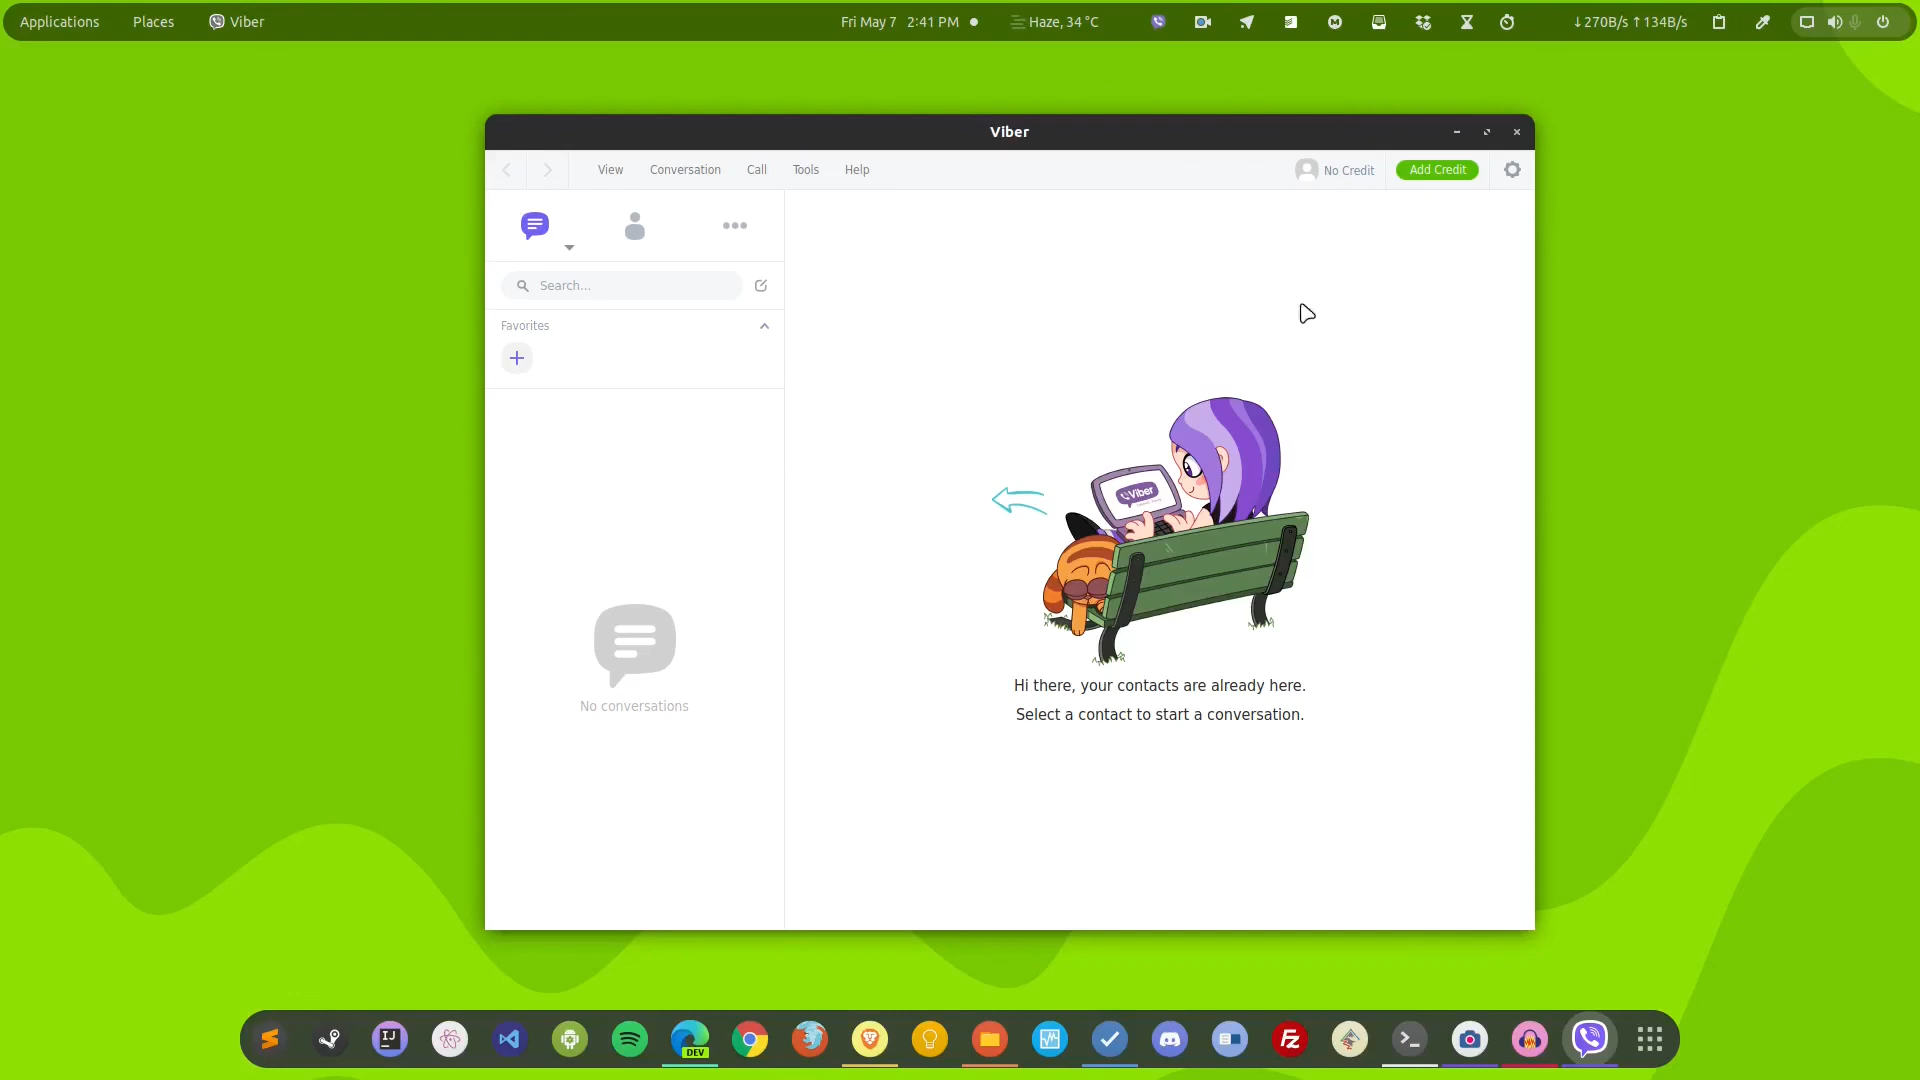 Applications Places Viber Fri May 7 2:41 PM Haze, 34 °C ↓270B/s ↑134B/s
Viber
View Conversation Call Tools Help No Credit Add Credit
Search...
Favorites
Viber
No conversations
Hi there, your contacts are already here.
Select a contact to start a conversation.
IJ
DEV
Fz